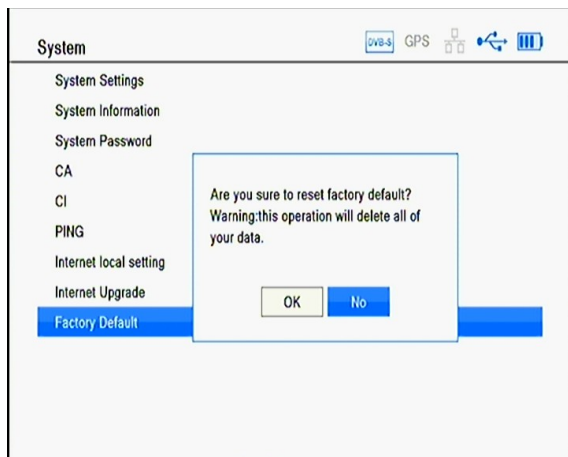 System
DVB-S GPS
System Settings
System Information
System Password
CA
CI
PING
Internet local setting
Internet Upgrade
Factory Default
Are you sure to reset factory default?
Warning:this operation will delete all of
your data.
OK No